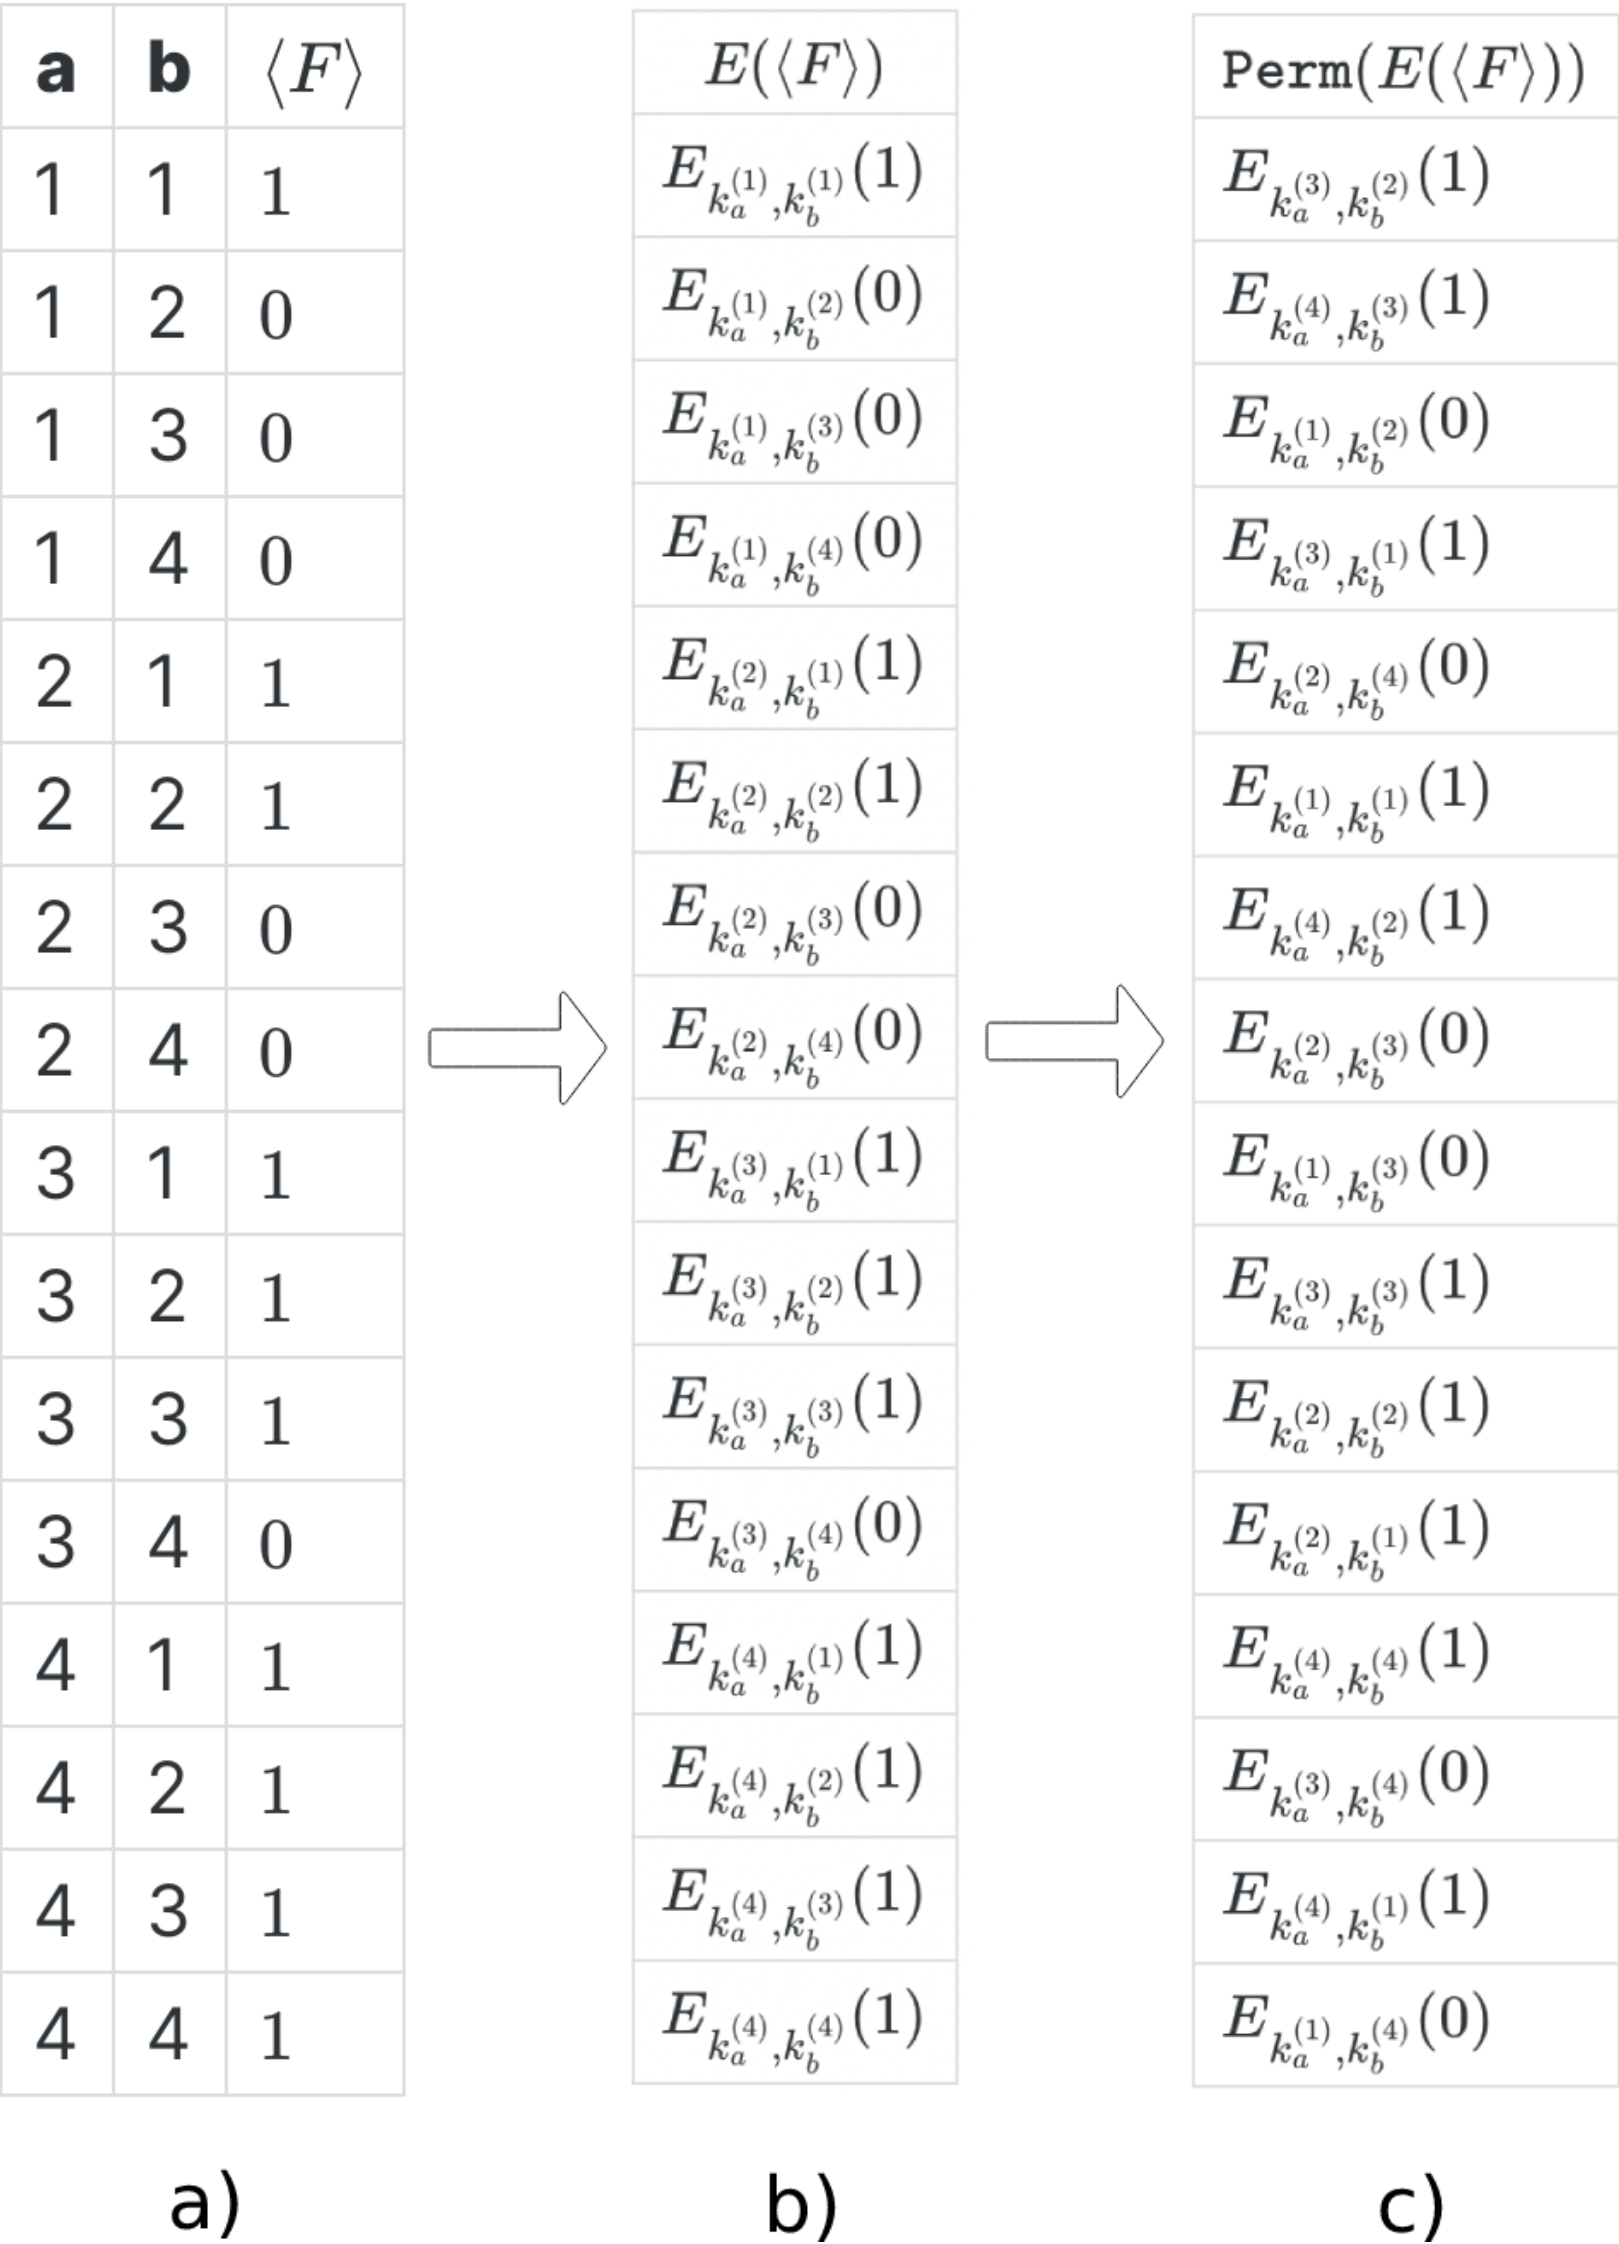 a b ⟨F⟩ E(⟨F⟩) Perm(E(⟨F⟩))
1 1 1 E_{k_a^{(1)},k_b^{(1)}}(1) E_{k_a^{(3)},k_b^{(2)}}(1)
1 2 0 E_{k_a^{(1)},k_b^{(2)}}(0) E_{k_a^{(4)},k_b^{(3)}}(1)
1 3 0 E_{k_a^{(1)},k_b^{(3)}}(0) E_{k_a^{(1)},k_b^{(2)}}(0)
1 4 0 E_{k_a^{(1)},k_b^{(4)}}(0) E_{k_a^{(3)},k_b^{(1)}}(1)
2 1 1 E_{k_a^{(2)},k_b^{(1)}}(1) E_{k_a^{(2)},k_b^{(4)}}(0)
2 2 1 E_{k_a^{(2)},k_b^{(2)}}(1) E_{k_a^{(1)},k_b^{(1)}}(1)
2 3 0 E_{k_a^{(2)},k_b^{(3)}}(0) E_{k_a^{(4)},k_b^{(2)}}(1)
2 4 0 E_{k_a^{(2)},k_b^{(4)}}(0) E_{k_a^{(2)},k_b^{(3)}}(0)
3 1 1 E_{k_a^{(3)},k_b^{(1)}}(1) E_{k_a^{(1)},k_b^{(3)}}(0)
3 2 1 E_{k_a^{(3)},k_b^{(2)}}(1) E_{k_a^{(3)},k_b^{(3)}}(1)
3 3 1 E_{k_a^{(3)},k_b^{(3)}}(1) E_{k_a^{(2)},k_b^{(2)}}(1)
3 4 0 E_{k_a^{(3)},k_b^{(4)}}(0) E_{k_a^{(2)},k_b^{(1)}}(1)
4 1 1 E_{k_a^{(4)},k_b^{(1)}}(1) E_{k_a^{(4)},k_b^{(4)}}(1)
4 2 1 E_{k_a^{(4)},k_b^{(2)}}(1) E_{k_a^{(3)},k_b^{(4)}}(0)
4 3 1 E_{k_a^{(4)},k_b^{(3)}}(1) E_{k_a^{(4)},k_b^{(1)}}(1)
4 4 1 E_{k_a^{(4)},k_b^{(4)}}(1) E_{k_a^{(1)},k_b^{(4)}}(0)
a) b) c)